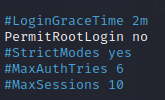 #LoginGraceTime 2m
PermitRootLogin no
#StrictModes yes
#MaxAuthTries 6
#MaxSessions 10